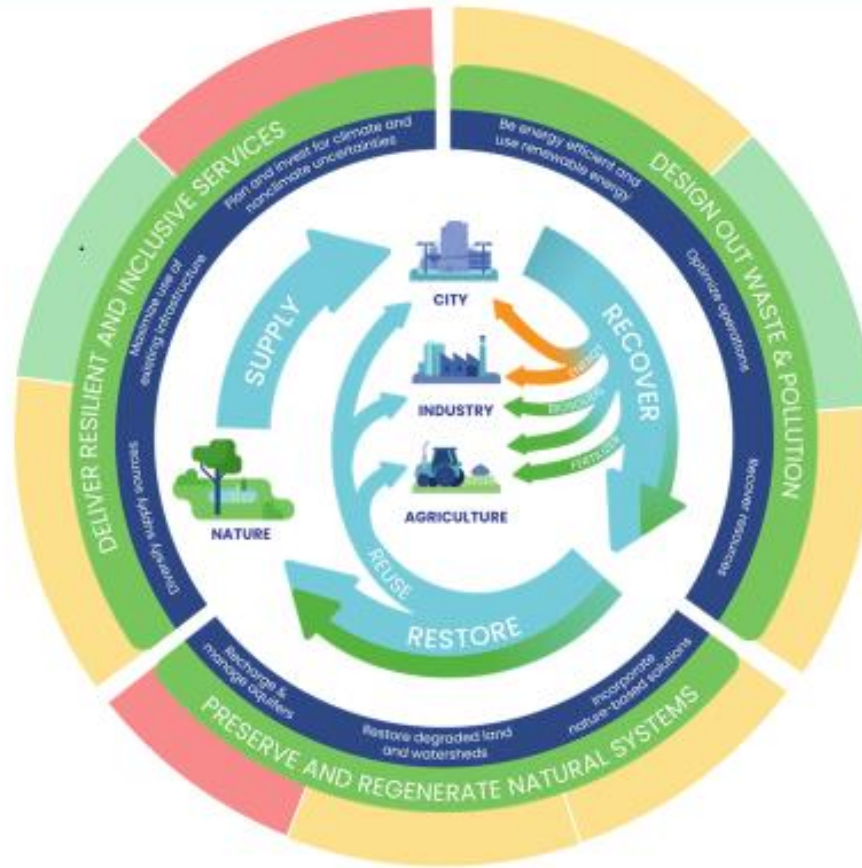 DELIVER RESILIENT AND INCLUSIVE SERVICES
Plan and invest for climate and
nonclimate uncertainties
Maximize use of
existing infrastructure
Diversify supply sources
DESIGN OUT WASTE & POLLUTION
Be energy efficient and
use renewable energy
Optimize operations
Recover resources
PRESERVE AND REGENERATE NATURAL SYSTEMS
Recharge &
manage aquifers
Restore degraded land
and watersheds
Incorporate
nature-based solutions
SUPPLY
CITY
RECOVER
ENERGY
INDUSTRY
BIOSOLIDS
FERTILISER
AGRICULTURE
NATURE
REUSE
RESTORE